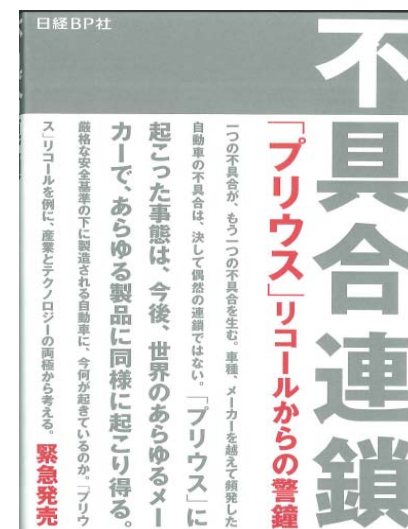 日経BP社
不具合連鎖
「プリウス」リコールからの警鐘
一つの不具合が、もう一つの不具合を生む。車種、メーカーを越えて頻発した
自動車の不具合は、決して偶然の連鎖ではない。「プリウス」に
起こった事態は、今後、世界のあらゆるメー
カーで、あらゆる製品に同様に起こり得る。
厳格な安全基準の下に製造される自動車に、今何が起きているのか。「プリウ
ス」リコールを例に、産業とテクノロジーの両極から考える。
緊急発売